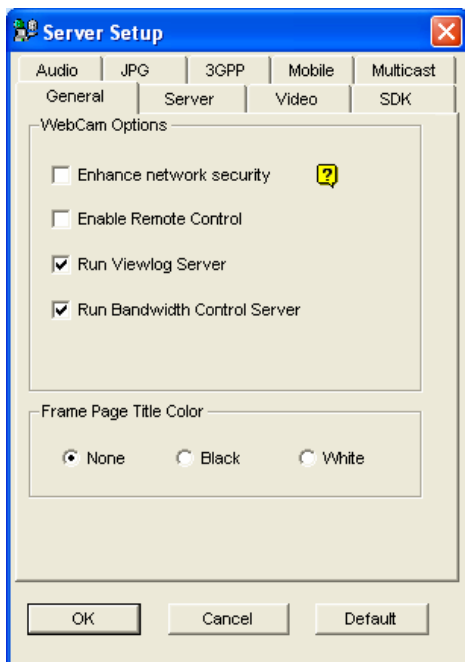 Server Setup
Audio JPG 3GPP Mobile Multicast
General Server Video SDK
WebCam Options
Enhance network security ?
Enable Remote Control
Run Viewlog Server
Run Bandwidth Control Server
Frame Page Title Color
None Black White
OK Cancel Default